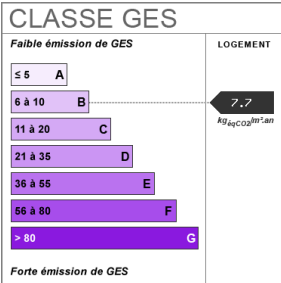 CLASSE GES
Faible émission de GES
LOGEMENT
≤ 5 A
6 à 10 B
7.7
kgéqCO2/m².an
11 à 20 C
21 à 35 D
36 à 55 E
56 à 80 F
> 80 G
Forte émission de GES